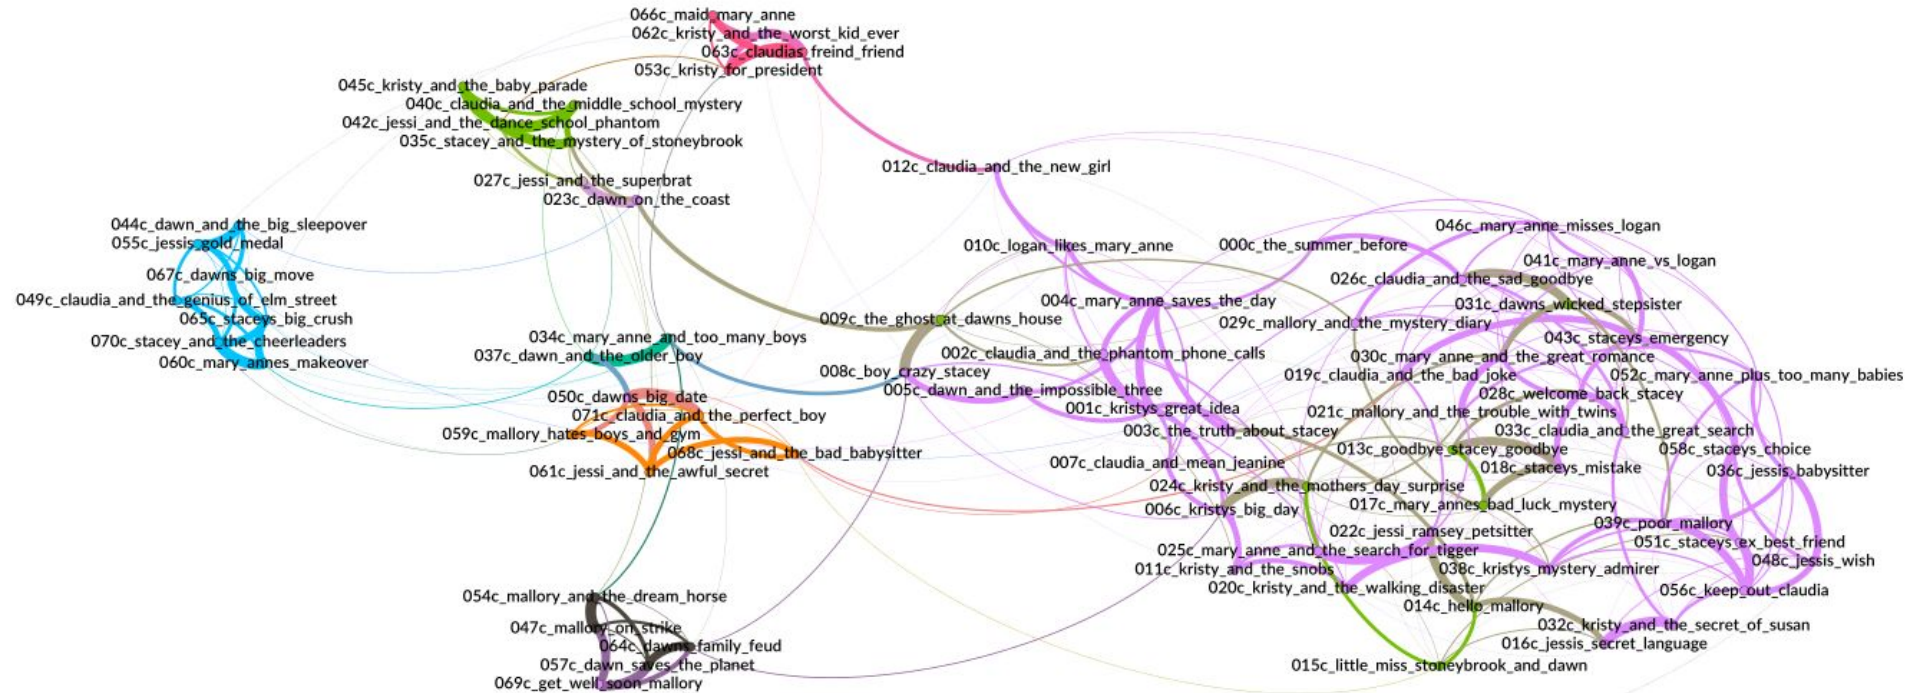 066c_maid_mary_anne
062c_kristy_and_the_worst_kid_ever
063c_claudias_freind_friend
053c_kristy_for_president
045c_kristy_and_the_baby_parade
040c_claudia_and_the_middle_school_mystery
042c_jessi_and_the_dance_school_phantom
035c_stacey_and_the_mystery_of_stoneybrook
027c_jessi_and_the_superbrat
023c_dawn_on_the_coast
012c_claudia_and_the_new_girl
044c_dawn_and_the_big_sleepover
055c_jessis_gold_medal
067c_dawns_big_move
049c_claudia_and_the_genius_of_elm_street
065c_staceys_big_crush
070c_stacey_and_the_cheerleaders
060c_mary_annes_makeover
034c_mary_anne_and_too_many_boys
037c_dawn_and_the_older_boy
050c_dawns_big_date
071c_claudia_and_the_perfect_boy
059c_mallory_hates_boys_and_gym
068c_jessi_and_the_bad_babysitter
061c_jessi_and_the_awful_secret
054c_mallory_and_the_dream_horse
047c_mallory_on_strike
064c_dawns_family_feud
057c_dawn_saves_the_planet
069c_get_well_soon_mallory
010c_logan_likes_mary_anne
000c_the_summer_before
046c_mary_anne_misses_logan
041c_mary_anne_vs_logan
026c_claudia_and_the_sad_goodbye
004c_mary_anne_saves_the_day
031c_dawns_wicked_stepsister
009c_the_ghost_at_dawns_house
029c_mallory_and_the_mystery_diary
043c_staceys_emergency
002c_claudia_and_the_phantom_phone_calls
030c_mary_anne_and_the_great_romance
008c_boy_crazy_stacey
019c_claudia_and_the_bad_joke
052c_mary_anne_plus_too_many_babies
005c_dawn_and_the_impossible_three
028c_welcome_back_stacey
001c_kristys_great_idea
021c_mallory_and_the_trouble_with_twins
003c_the_truth_about_stacey
033c_claudia_and_the_great_search
013c_goodbye_stacey_goodbye
058c_staceys_choice
007c_claudia_and_mean_jeanine
018c_staceys_mistake
036c_jessis_babysitter
024c_kristy_and_the_mothers_day_surprise
006c_kristys_big_day
017c_mary_annes_bad_luck_mystery
039c_poor_mallory
022c_jessi_ramsey_petsitter
051c_staceys_ex_best_friend
025c_mary_anne_and_the_search_for_tigger
048c_jessis_wish
011c_kristy_and_the_snobs
038c_kristys_mystery_admirer
020c_kristy_and_the_walking_disaster
056c_keep_out_claudia
014c_hello_mallory
032c_kristy_and_the_secret_of_susan
016c_jessis_secret_language
015c_little_miss_stoneybrook_and_dawn